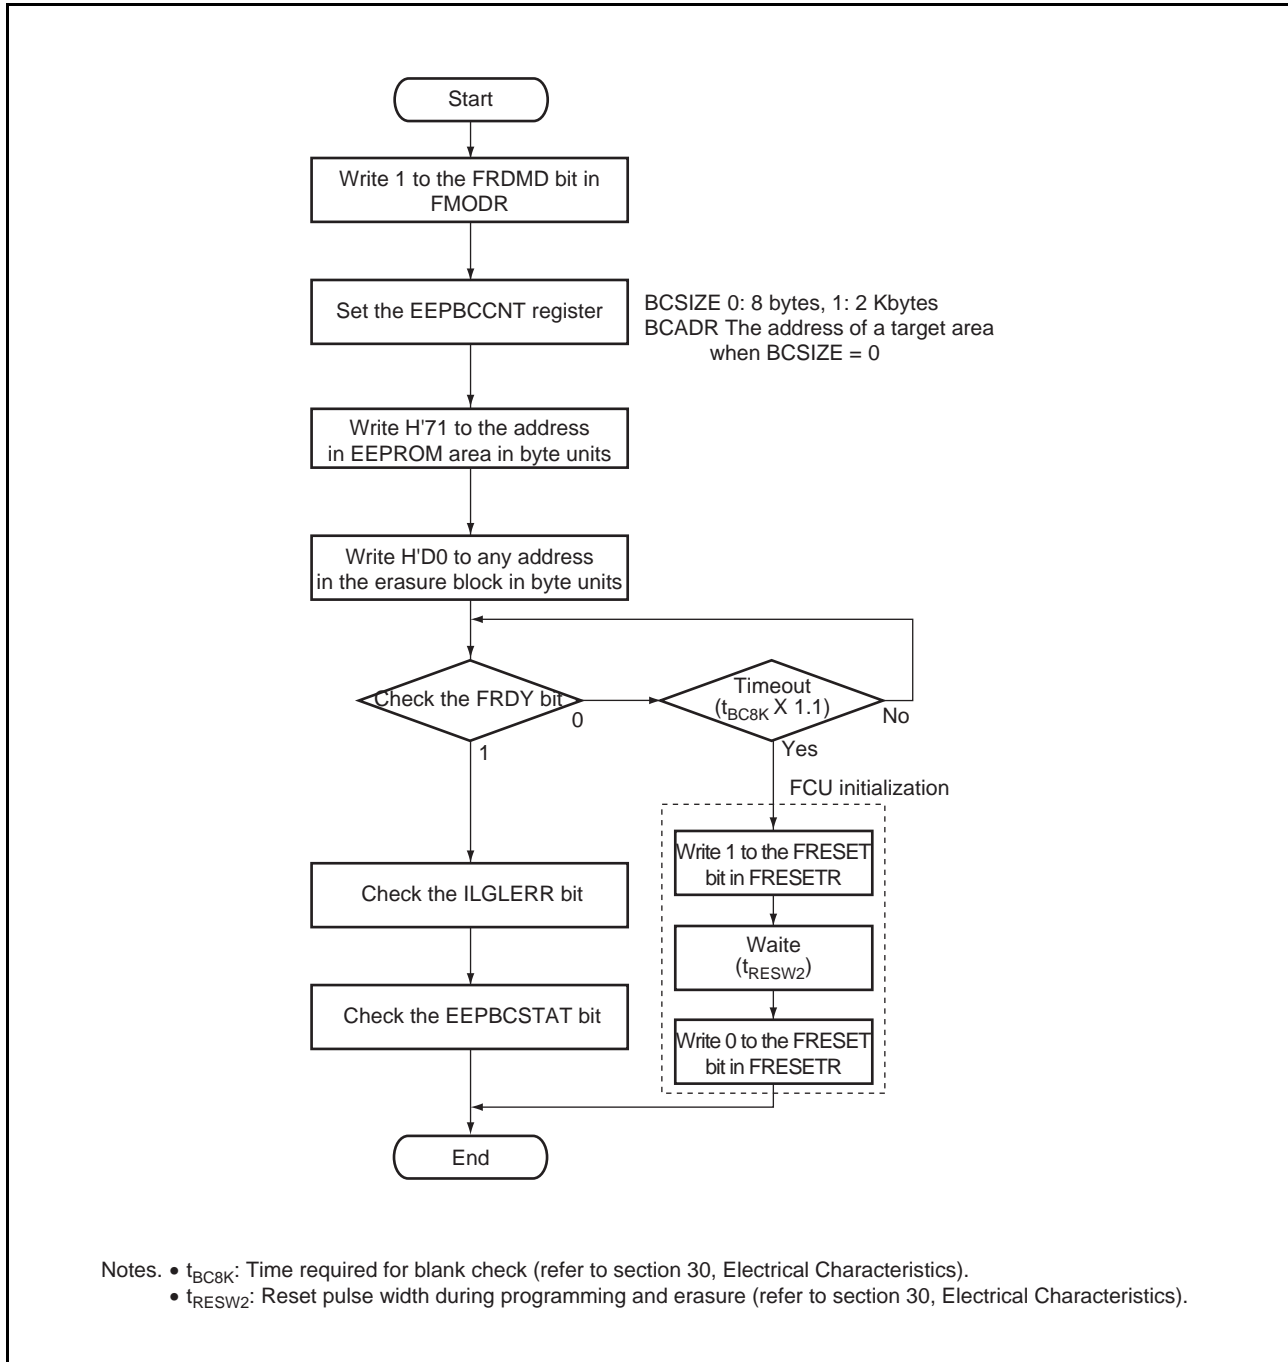 Start
Write 1 to the FRDMD bit in
FMODR
Set the EEPBCCNT register
BCSIZE 0: 8 bytes, 1: 2 Kbytes
BCADR The address of a target area
when BCSIZE = 0
Write H'71 to the address
in EEPROM area in byte units
Write H'D0 to any address
in the erasure block in byte units
Check the FRDY bit
0
1
Timeout
(tBC8K X 1.1)
No
Yes
FCU initialization
Write 1 to the FRESET
bit in FRESETR
Waite
(tRESW2)
Write 0 to the FRESET
bit in FRESETR
Check the ILGLERR bit
Check the EEPBCSTAT bit
End
Notes. • tBC8K: Time required for blank check (refer to section 30, Electrical Characteristics).
• tRESW2: Reset pulse width during programming and erasure (refer to section 30, Electrical Characteristics).